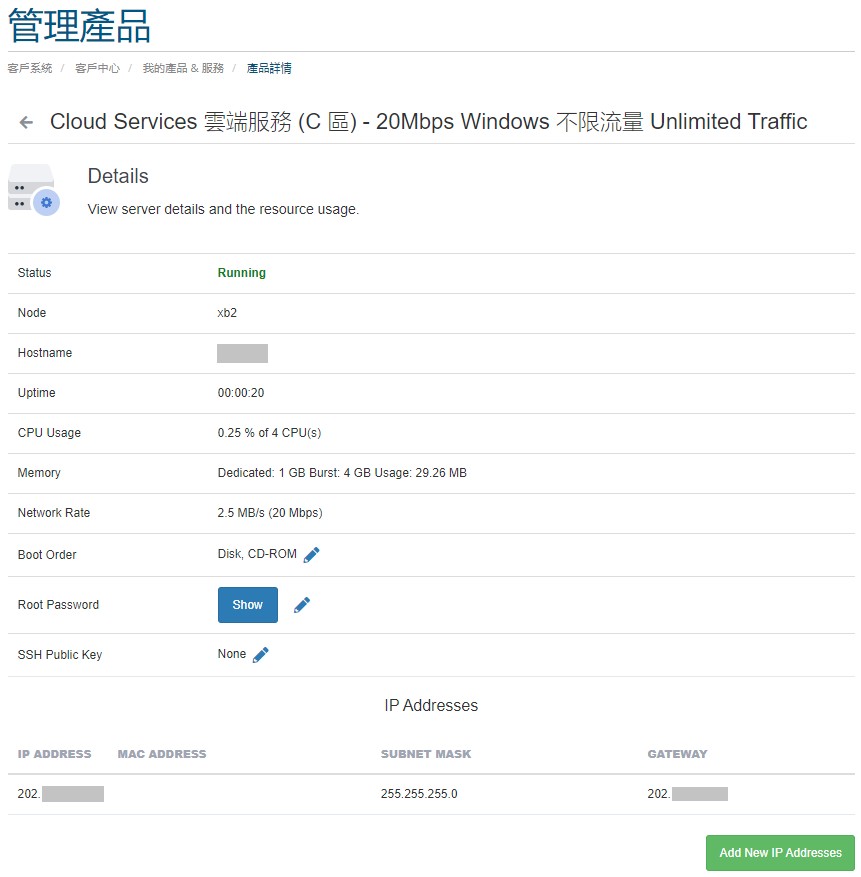 管理產品
客戶系統 / 客戶中心 / 我的產品 & 服務 / 產品詳情
Cloud Services 雲端服務 (C 區) - 20Mbps Windows 不限流量 Unlimited Traffic
Details
View server details and the resource usage.
Status Running
Node xb2
Hostname
Uptime 00:00:20
CPU Usage 0.25 % of 4 CPU(s)
Memory Dedicated: 1 GB Burst: 4 GB Usage: 29.26 MB
Network Rate 2.5 MB/s (20 Mbps)
Boot Order Disk, CD-ROM
Root Password Show
SSH Public Key None
IP Addresses
IP ADDRESS MAC ADDRESS SUBNET MASK GATEWAY
202. 255.255.255.0 202.
Add New IP Addresses